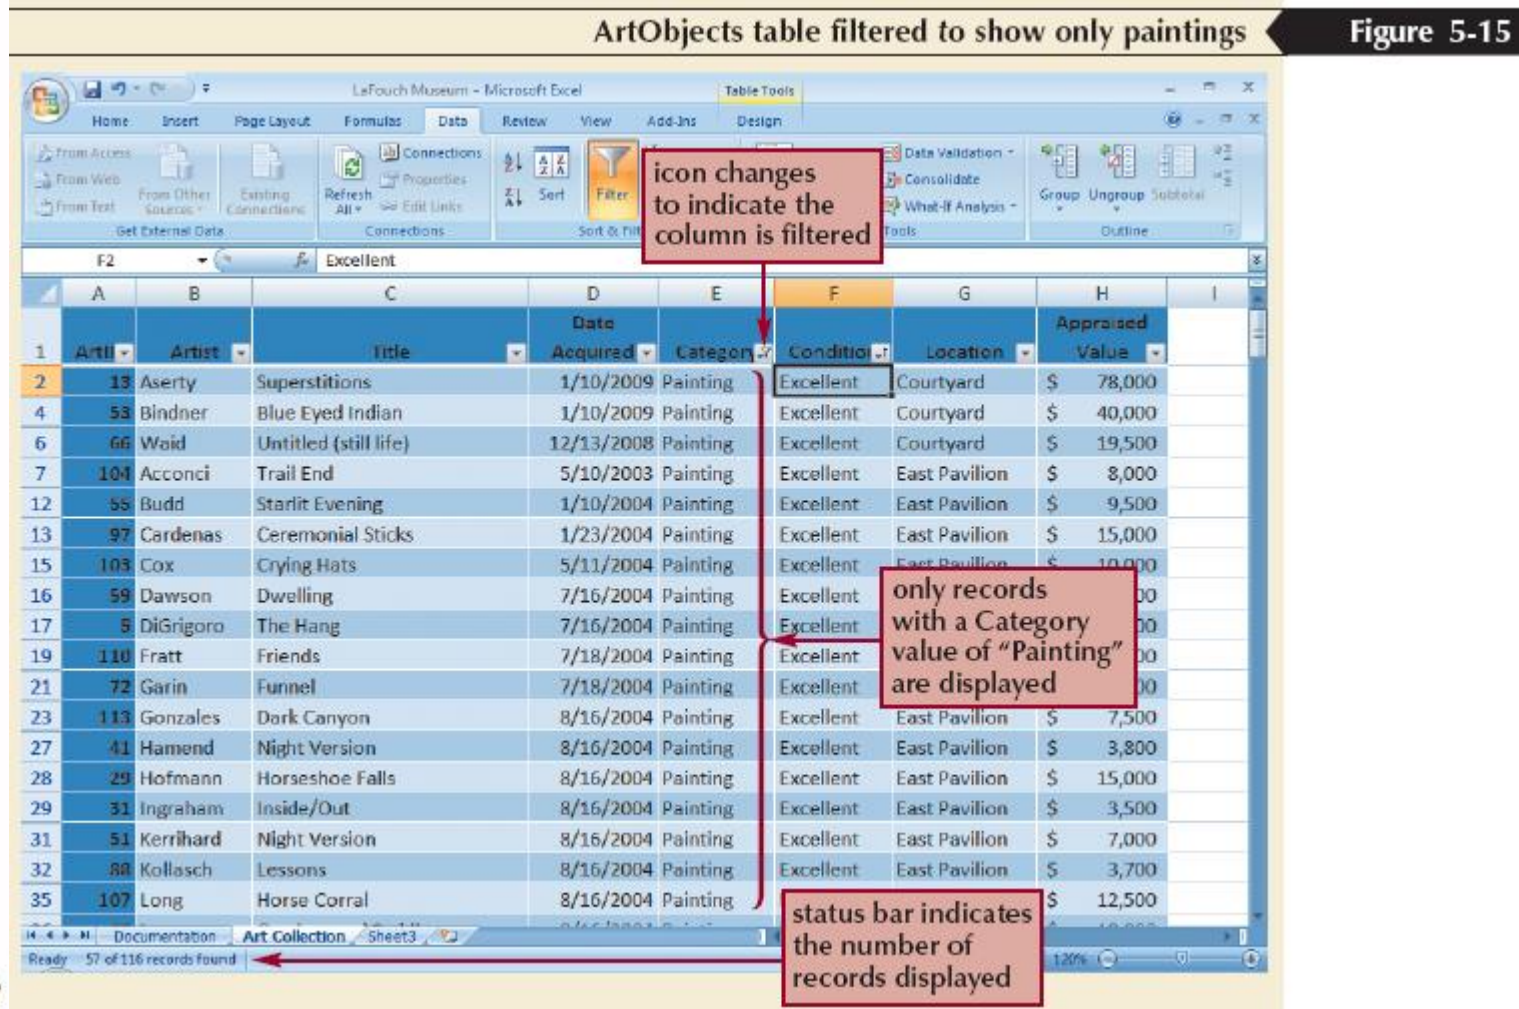 ArtObjects table filtered to show only paintings
Figure 5-15
LaFouch Museum - Microsoft Excel
Table Tools
Home Insert Page Layout Formulas Data Review View Add-Ins Design
From Access
From Web
From Text
From Other Sources
Existing Connections
Get External Data
Refresh All
Connections
Properties
Edit Links
Connections
Sort
Filter
Sort & Filt
Data Validation
Consolidate
What-If Analysis
Tools
Group Ungroup Subtotal
Outline
icon changes
to indicate the
column is filtered
F2 fx Excellent
A B C D E F G H I
1 ArtI Artist Title Date Acquired Category Condition Location Appraised Value
2 13 Aserty Superstitions 1/10/2009 Painting Excellent Courtyard $ 78,000
4 53 Bindner Blue Eyed Indian 1/10/2009 Painting Excellent Courtyard $ 40,000
6 66 Waid Untitled (still life) 12/13/2008 Painting Excellent Courtyard $ 19,500
7 104 Acconci Trail End 5/10/2003 Painting Excellent East Pavilion $ 8,000
12 55 Budd Starlit Evening 1/10/2004 Painting Excellent East Pavilion $ 9,500
13 97 Cardenas Ceremonial Sticks 1/23/2004 Painting Excellent East Pavilion $ 15,000
15 103 Cox Crying Hats 5/11/2004 Painting Excellent East Pavilion $ 10,000
16 59 Dawson Dwelling 7/16/2004 Painting Excellent 00
17 5 DiGrigoro The Hang 7/16/2004 Painting Excellent 00
19 110 Fratt Friends 7/18/2004 Painting Excellent 00
21 72 Garin Funnel 7/18/2004 Painting Excellent 00
23 113 Gonzales Dark Canyon 8/16/2004 Painting Excellent East Pavilion $ 7,500
27 41 Hamend Night Version 8/16/2004 Painting Excellent East Pavilion $ 3,800
28 29 Hofmann Horseshoe Falls 8/16/2004 Painting Excellent East Pavilion $ 15,000
29 31 Ingraham Inside/Out 8/16/2004 Painting Excellent East Pavilion $ 3,500
31 51 Kerrihard Night Version 8/16/2004 Painting Excellent East Pavilion $ 7,000
32 88 Kollasch Lessons 8/16/2004 Painting Excellent East Pavilion $ 3,700
35 107 Long Horse Corral 8/16/2004 Painting $ 12,500
only records
with a Category
value of “Painting”
are displayed
status bar indicates
the number of
records displayed
Documentation Art Collection Sheet3
Ready 57 of 116 records found 120%